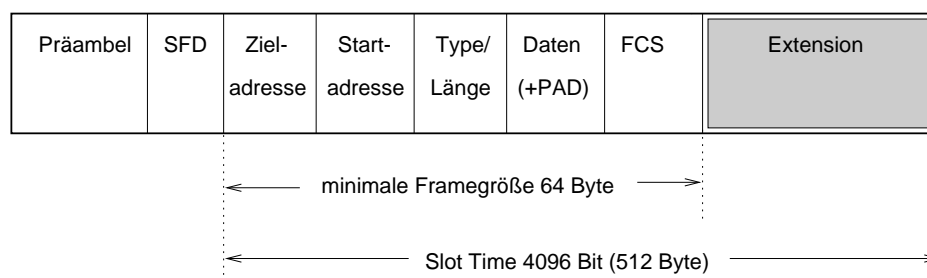 Präambel
SFD
Ziel-
adresse
Start-
adresse
Type/
Länge
Daten
(+PAD)
FCS
Extension
minimale Framegröße 64 Byte
Slot Time 4096 Bit (512 Byte)